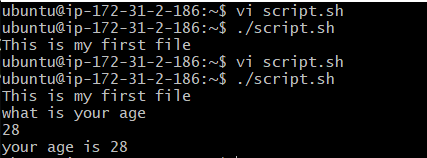 ubuntu@ip-172-31-2-186:~$ vi script.sh
ubuntu@ip-172-31-2-186:~$ ./script.sh
This is my first file
ubuntu@ip-172-31-2-186:~$ vi script.sh
ubuntu@ip-172-31-2-186:~$ ./script.sh
This is my first file
what is your age
28
your age is 28